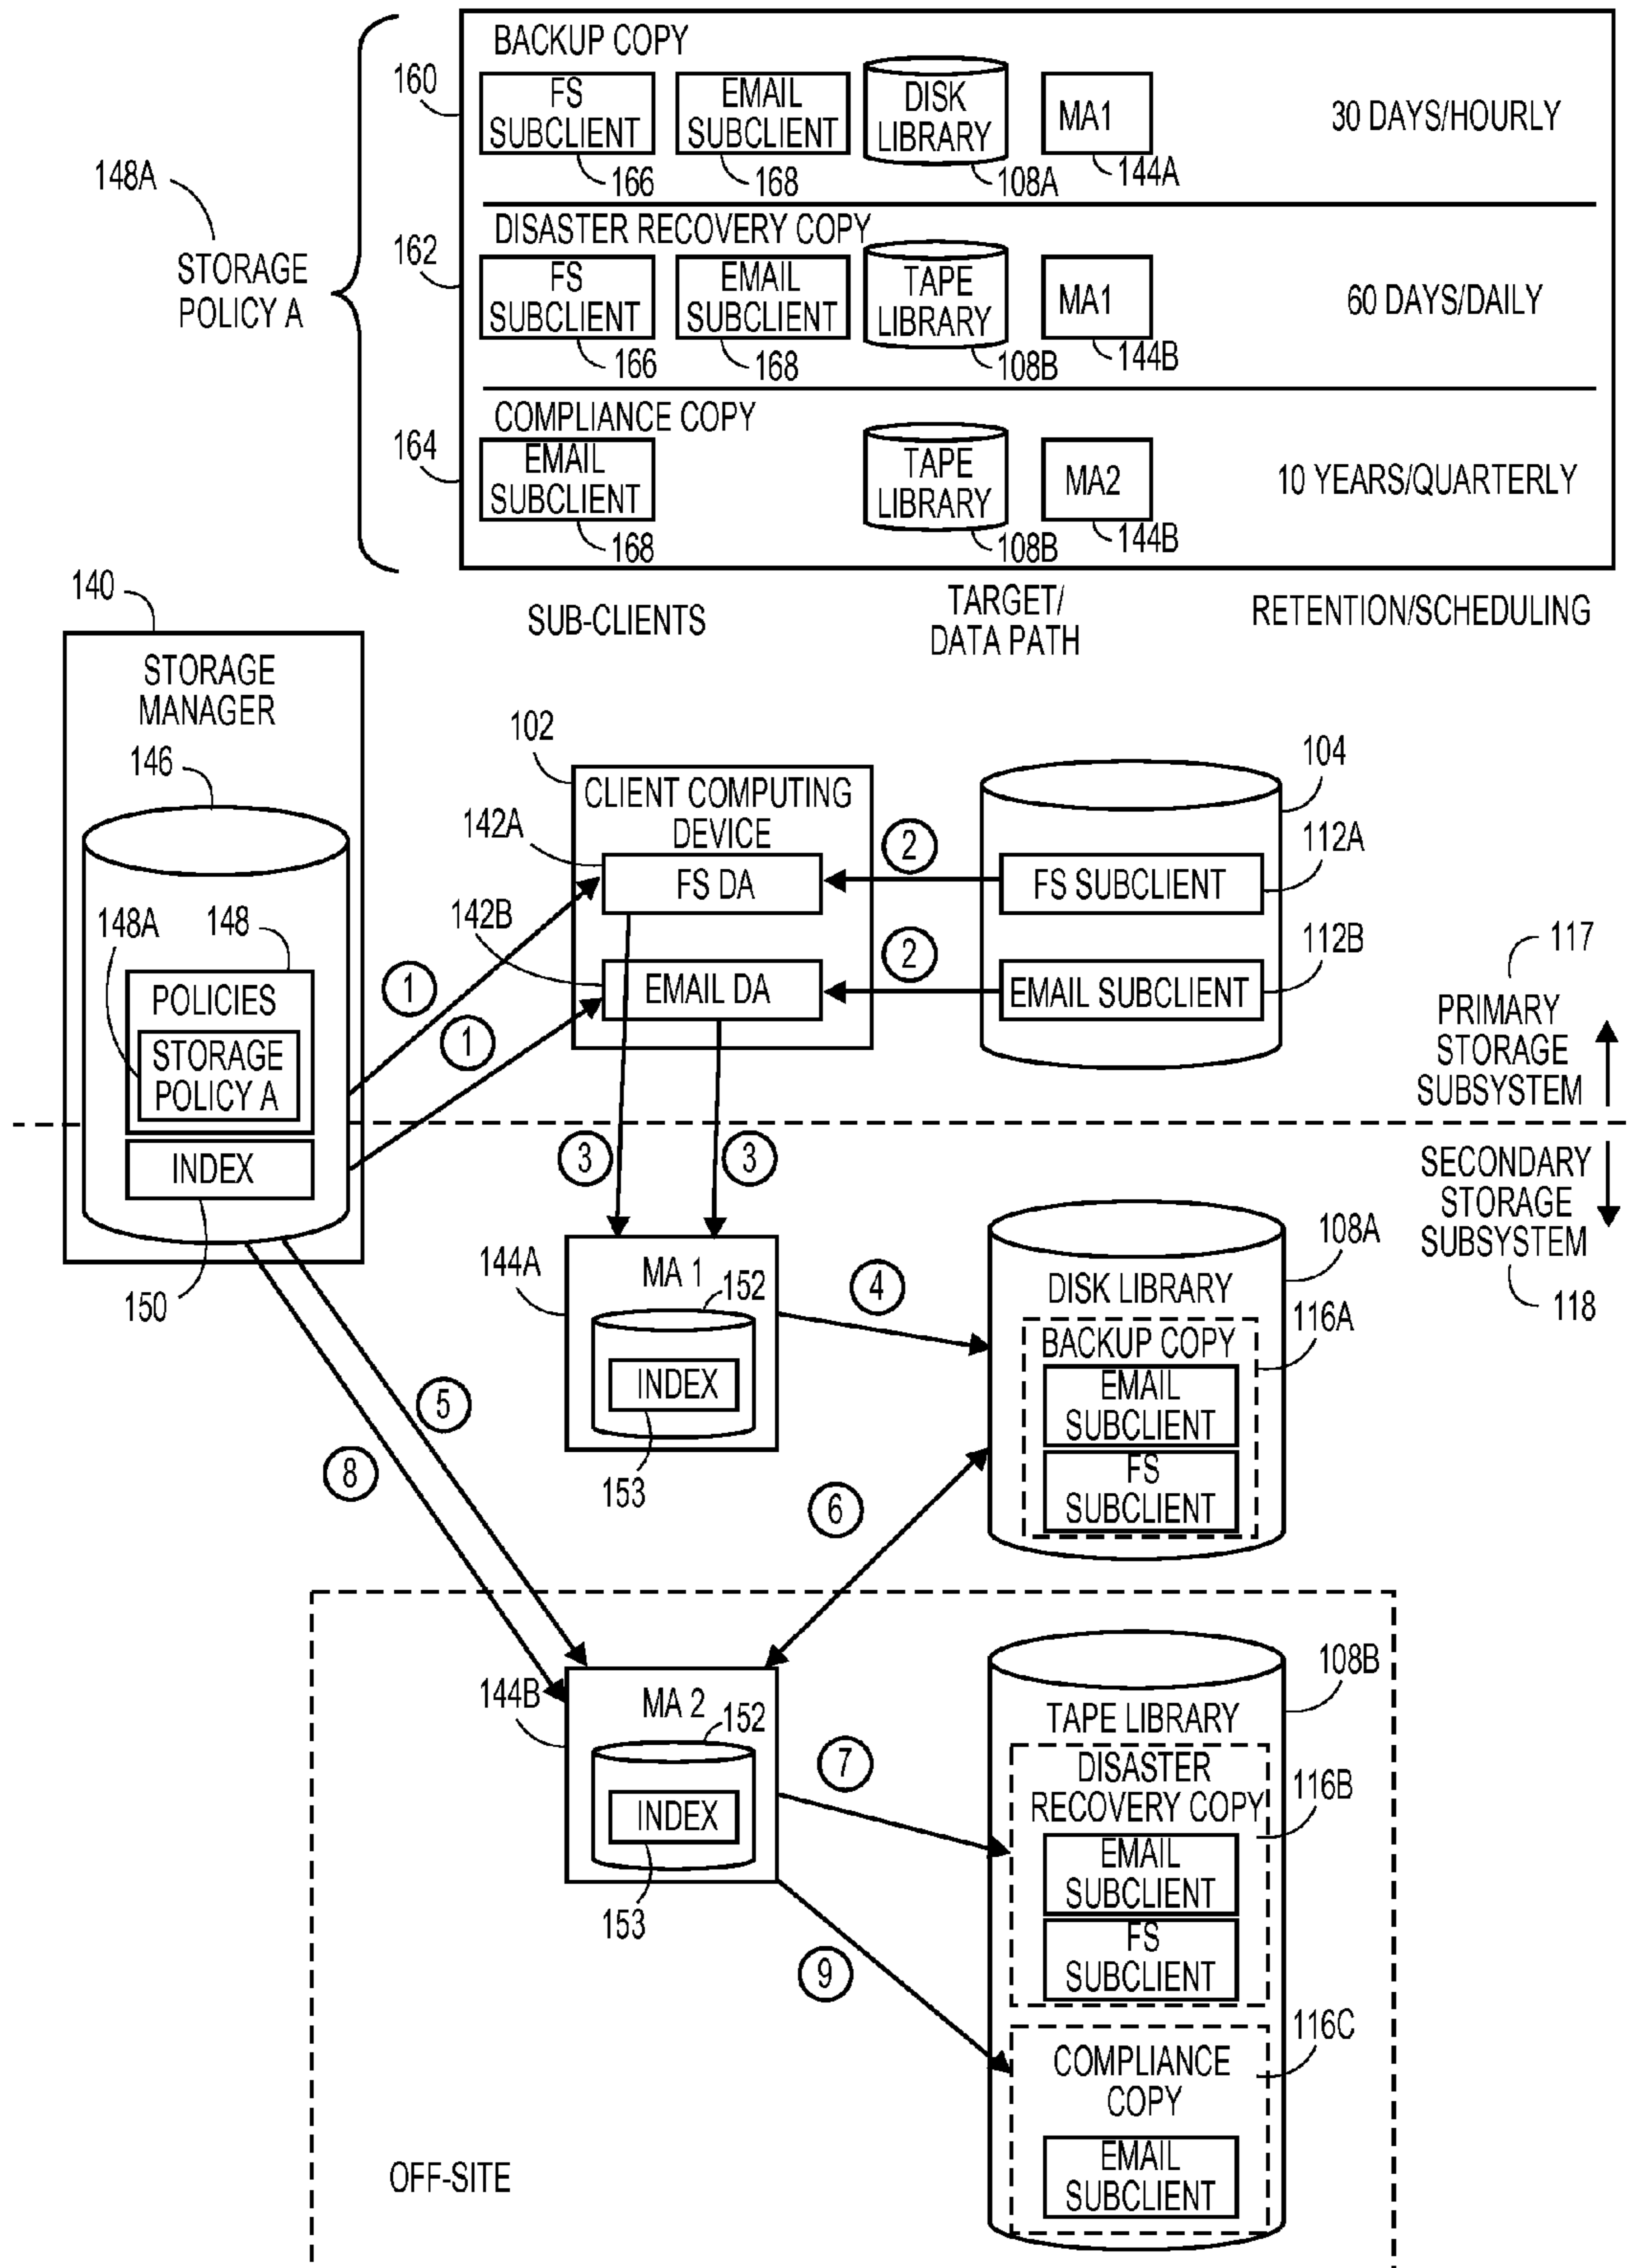 BACKUP COPY
160
FS
SUBCLIENT
166
EMAIL
SUBCLIENT
168
DISK
LIBRARY
108A
MA1
144A
30 DAYS/HOURLY
148A
STORAGE
POLICY A
DISASTER RECOVERY COPY
162
FS
SUBCLIENT
166
EMAIL
SUBCLIENT
168
TAPE
LIBRARY
108B
MA1
144B
60 DAYS/DAILY
COMPLIANCE COPY
164
EMAIL
SUBCLIENT
168
TAPE
LIBRARY
108B
MA2
144B
10 YEARS/QUARTERLY
SUB-CLIENTS
TARGET/
DATA PATH
RETENTION/SCHEDULING
140
STORAGE
MANAGER
146
148A
148
POLICIES
STORAGE
POLICY A
INDEX
150
1
1
102
CLIENT COMPUTING
DEVICE
142A
FS DA
142B
EMAIL DA
2
2
104
FS SUBCLIENT
112A
EMAIL SUBCLIENT
112B
117
PRIMARY
STORAGE
SUBSYSTEM
SECONDARY
STORAGE
SUBSYSTEM
118
3
3
144A
MA 1
152
INDEX
153
4
108A
DISK LIBRARY
116A
BACKUP COPY
EMAIL
SUBCLIENT
FS
SUBCLIENT
5
8
6
144B
MA 2
152
INDEX
153
7
9
108B
TAPE LIBRARY
DISASTER
RECOVERY COPY
116B
EMAIL
SUBCLIENT
FS
SUBCLIENT
116C
COMPLIANCE
COPY
EMAIL
SUBCLIENT
OFF-SITE